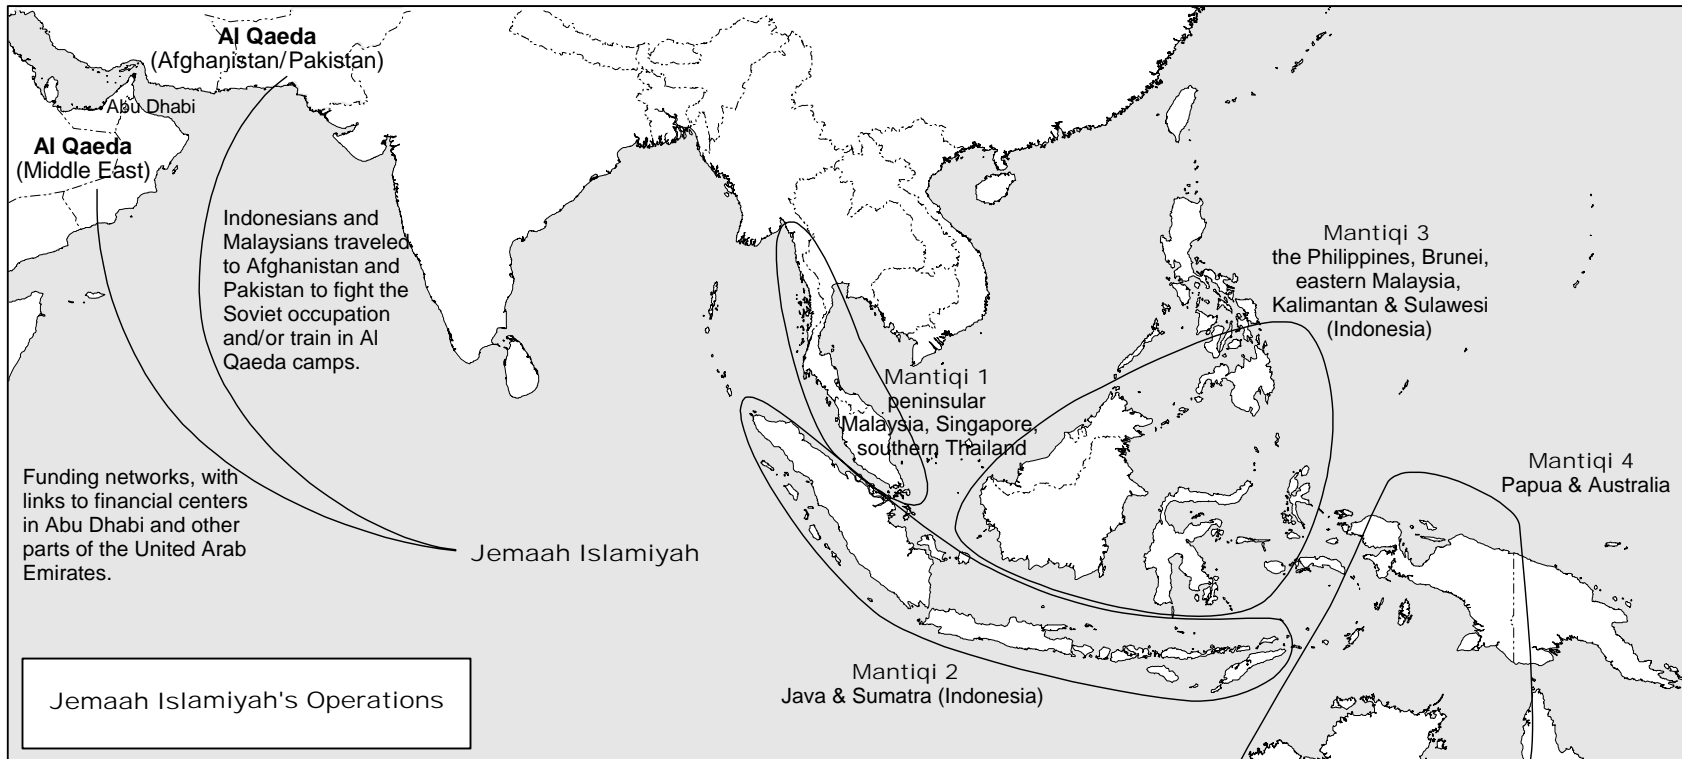 Al Qaeda
(Afghanistan/Pakistan)
Abu Dhabi
Al Qaeda
(Middle East)
Indonesians and
Malaysians traveled
to Afghanistan and
Pakistan to fight the
Soviet occupation
and/or train in Al
Qaeda camps.
Mantiqi 3
the Philippines, Brunei,
eastern Malaysia,
Kalimantan & Sulawesi
(Indonesia)
Mantiqi 1
peninsular
Malaysia, Singapore,
southern Thailand
Mantiqi 4
Papua & Australia
Funding networks, with
links to financial centers
in Abu Dhabi and other
parts of the United Arab
Emirates.
Jemaah Islamiyah
Mantiqi 2
Java & Sumatra (Indonesia)
Jemaah Islamiyah's Operations